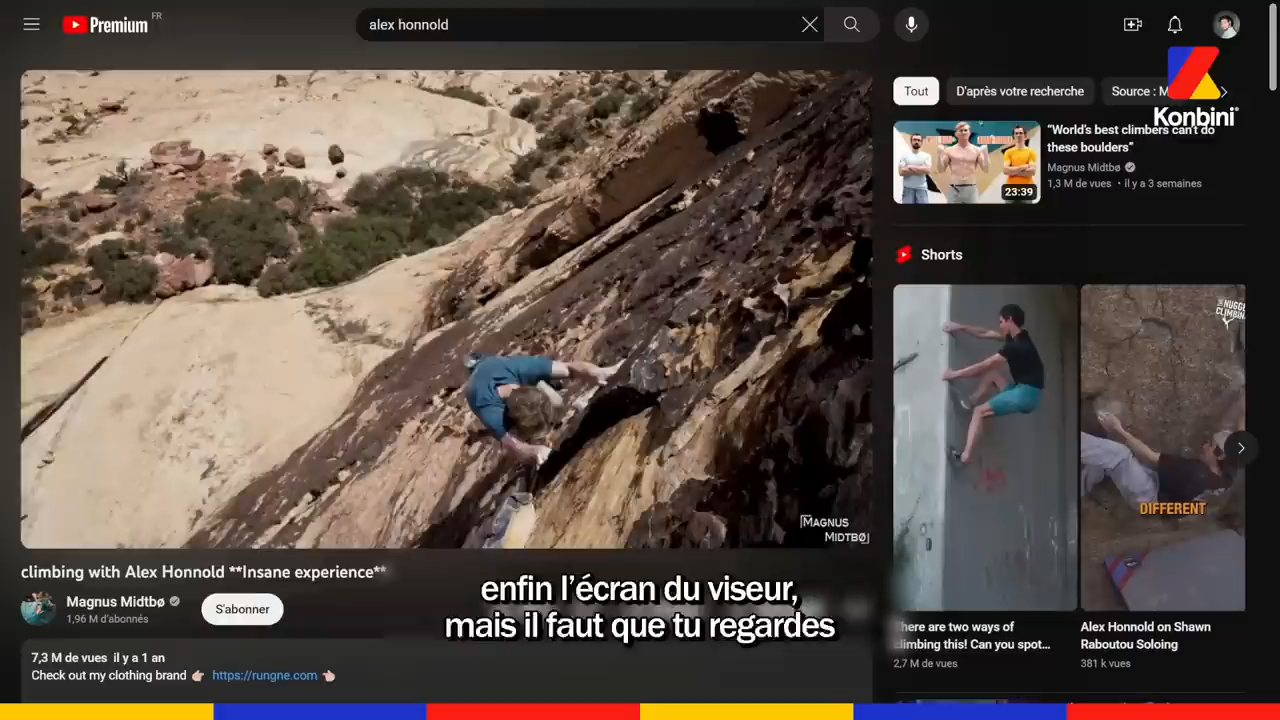 Premium FR
alex honnold
Konbini
Tout
D'après votre recherche
Source : M
"World's best climbers can't do
these boulders"
Magnus Midtbø
1,3 M de vues • il y a 3 semaines
23:39
Shorts
THE NUGGET
CLIMBING
DIFFERENT
MAGNUS
MIDTBØ
climbing with Alex Honnold **Insane experience**
Magnus Midtbø
1,96 M d'abonnés
S'abonner
enfin l'écran du viseur,
mais il faut que tu regardes
There are two ways of
climbing this! Can you spot...
2,7 M de vues
Alex Honnold on Shawn
Raboutou Soloing
381 k vues
7,3 M de vues il y a 1 an
Check out my clothing brand 👉🏻 https://rungne.com 👈🏻